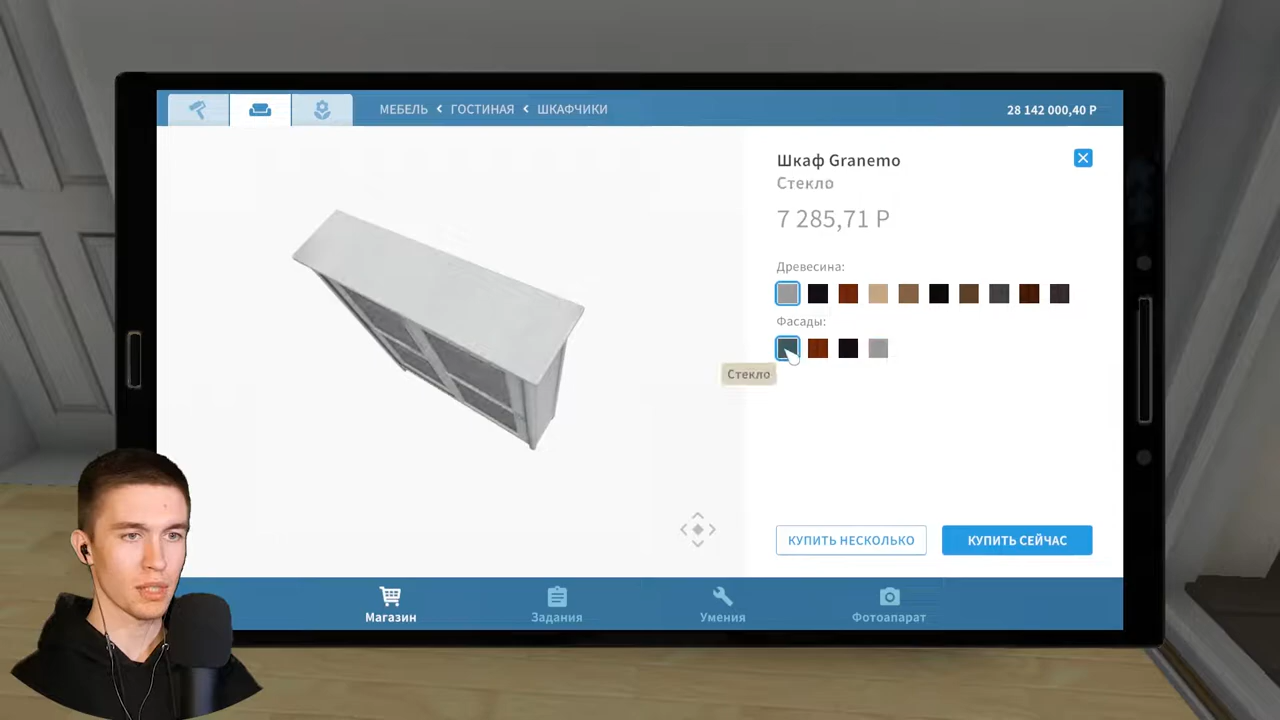 МЕБЕЛЬ < ГОСТИНАЯ < ШКАФЧИКИ
28 142 000,40 Р
Шкаф Granemo
Стекло
7 285,71 Р
Древесина:
Фасады:
Стекло
КУПИТЬ НЕСКОЛЬКО
КУПИТЬ СЕЙЧАС
Магазин
Задания
Умения
Фотоаппарат